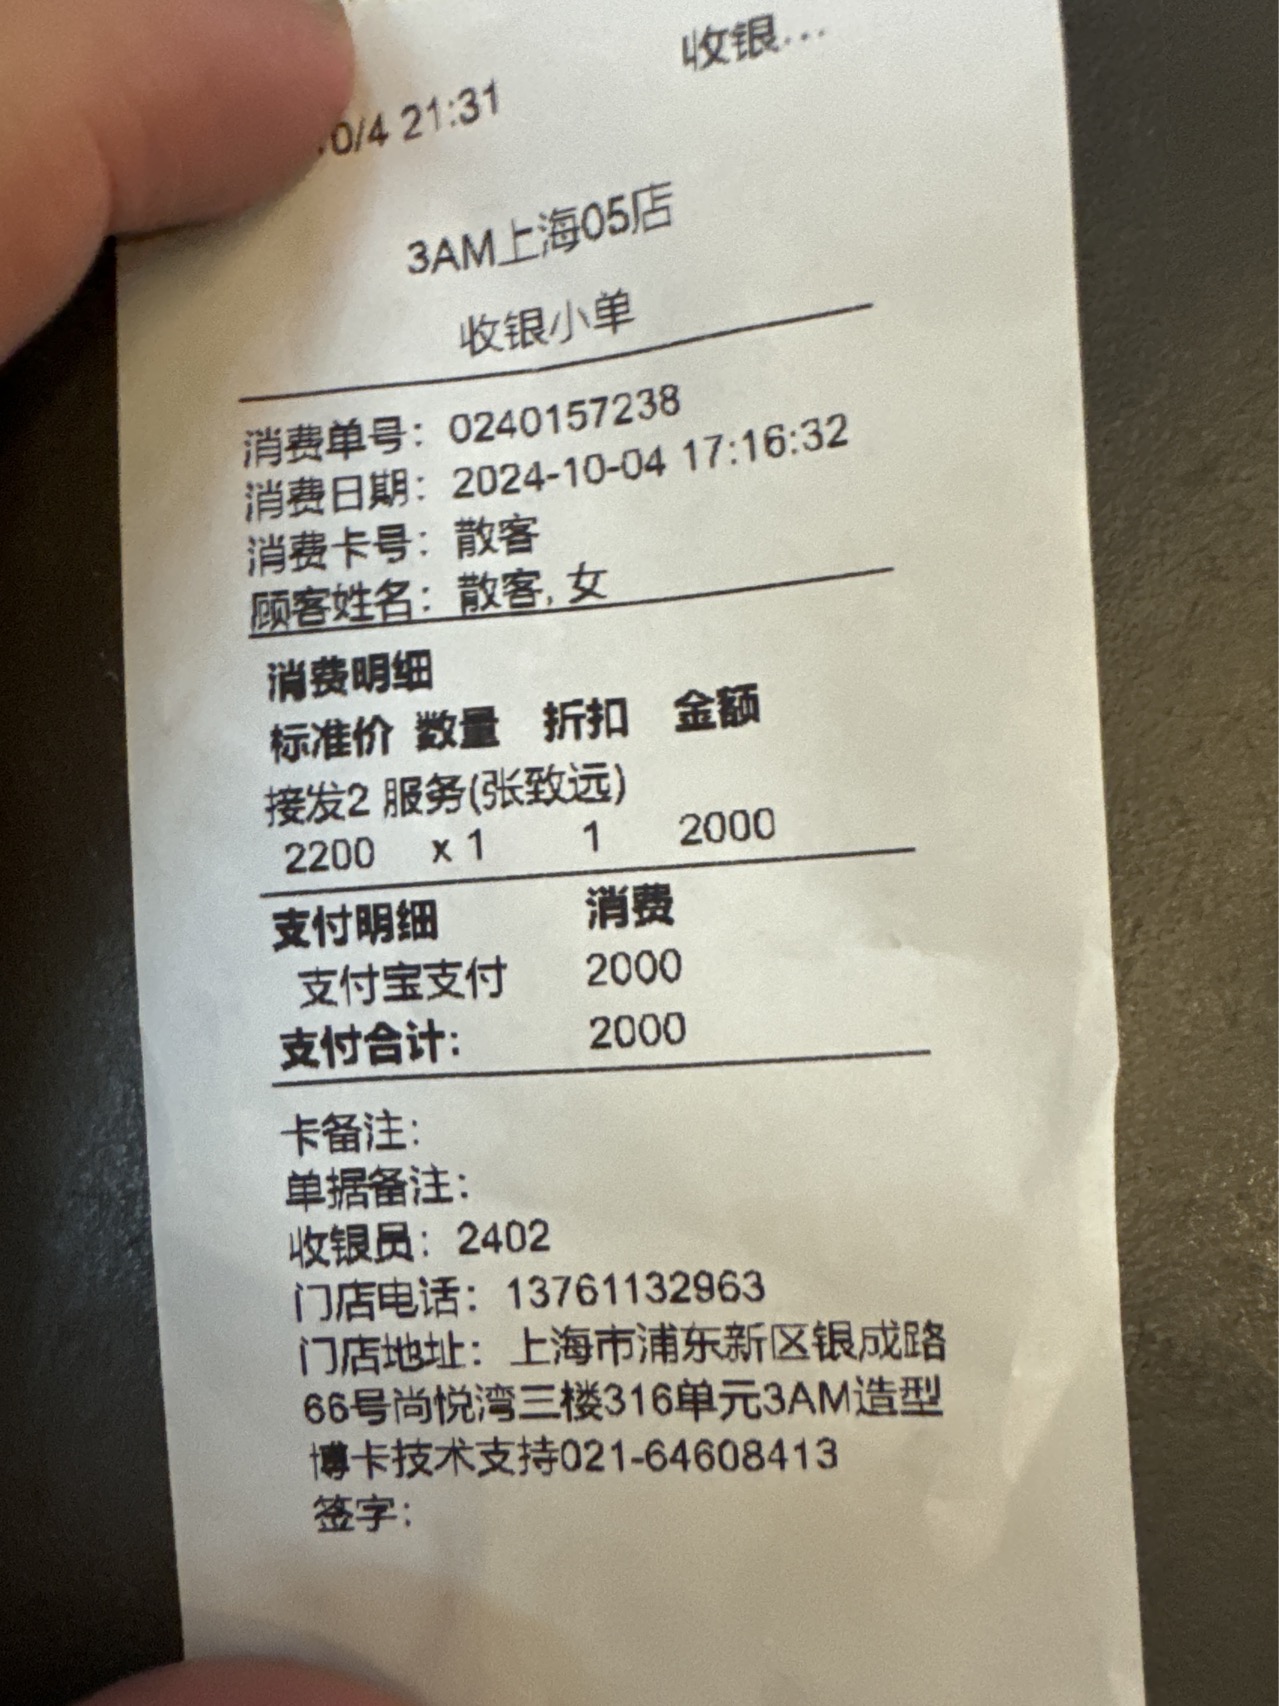 收银...
0/4 21:31
3AM上海05店
收银小单
消费单号：0240157238
消费日期：2024-10-04 17:16:32
消费卡号：散客
顾客姓名：散客, 女
消费明细
标准价 数量 折扣 金额
接发2 服务(张致远)
2200 x 1 1 2000
支付明细 消费
支付宝支付 2000
支付合计: 2000
卡备注:
单据备注:
收银员：2402
门店电话：13761132963
门店地址：上海市浦东新区银成路
66号尚悦湾三楼316单元3AM造型
博卡技术支持021-64608413
签字: